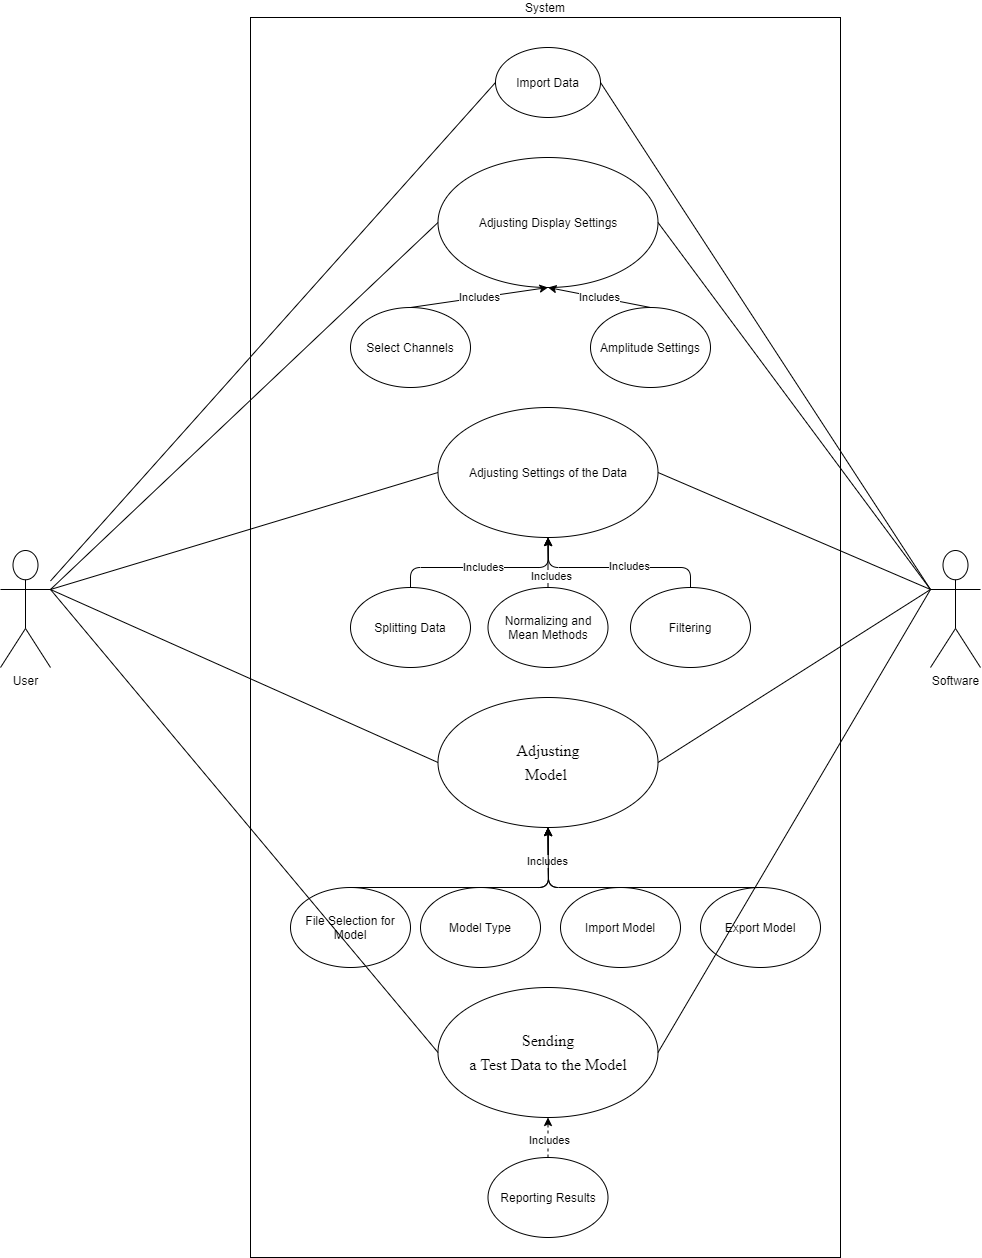 System
Import Data
Adjusting Display Settings
Includes
Includes
Select Channels
Amplitude Settings
Adjusting Settings of the Data
Includes
Includes
Includes
Splitting Data
Normalizing and
Mean Methods
Filtering
User
Software
Adjusting
Model
Includes
File Selection for
Model
Model Type
Import Model
Export Model
Sending
a Test Data to the Model
Includes
Reporting Results